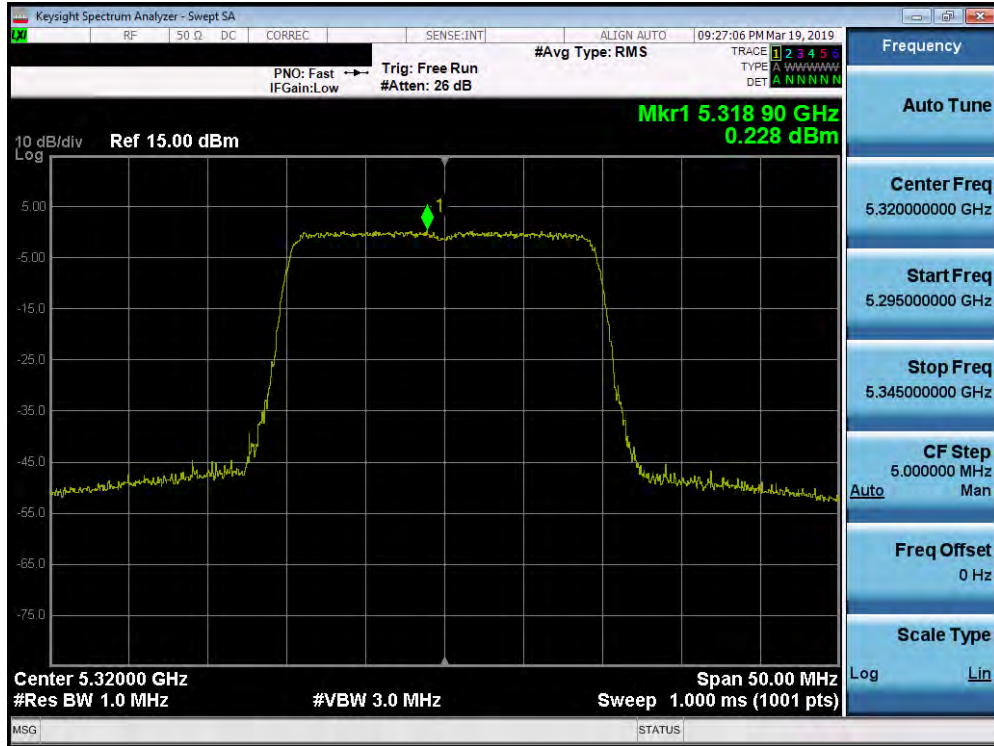 Keysight Spectrum Analyzer - Swept SA
LXI RF 50 Ω DC CORREC SENSE:INT ALIGN AUTO 09:27:06 PM Mar 19, 2019
PNO: Fast
IFGain:Low
Trig: Free Run
#Atten: 26 dB
#Avg Type: RMS
TRACE 1 2 3 4 5 6
TYPE A WWWWW
DET A N N N N N
Mkr1 5.318 90 GHz
0.228 dBm
10 dB/div
Log
Ref 15.00 dBm
5.00
-5.00
-15.0
-25.0
-35.0
-45.0
-55.0
-65.0
-75.0
1
Center 5.32000 GHz
Span 50.00 MHz
#Res BW 1.0 MHz
#VBW 3.0 MHz
Sweep 1.000 ms (1001 pts)
MSG
STATUS
Frequency
Auto Tune
Center Freq
5.320000000 GHz
Start Freq
5.295000000 GHz
Stop Freq
5.345000000 GHz
CF Step
5.000000 MHz
Auto Man
Freq Offset
0 Hz
Scale Type
Log Lin